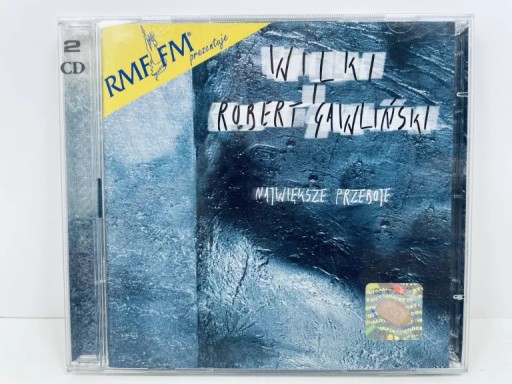 2
CD
RMF FM
prezentuje
WILKI
I
ROBERT GAWLIŃSKI
NAJWIĘKSZE PRZEBOJE